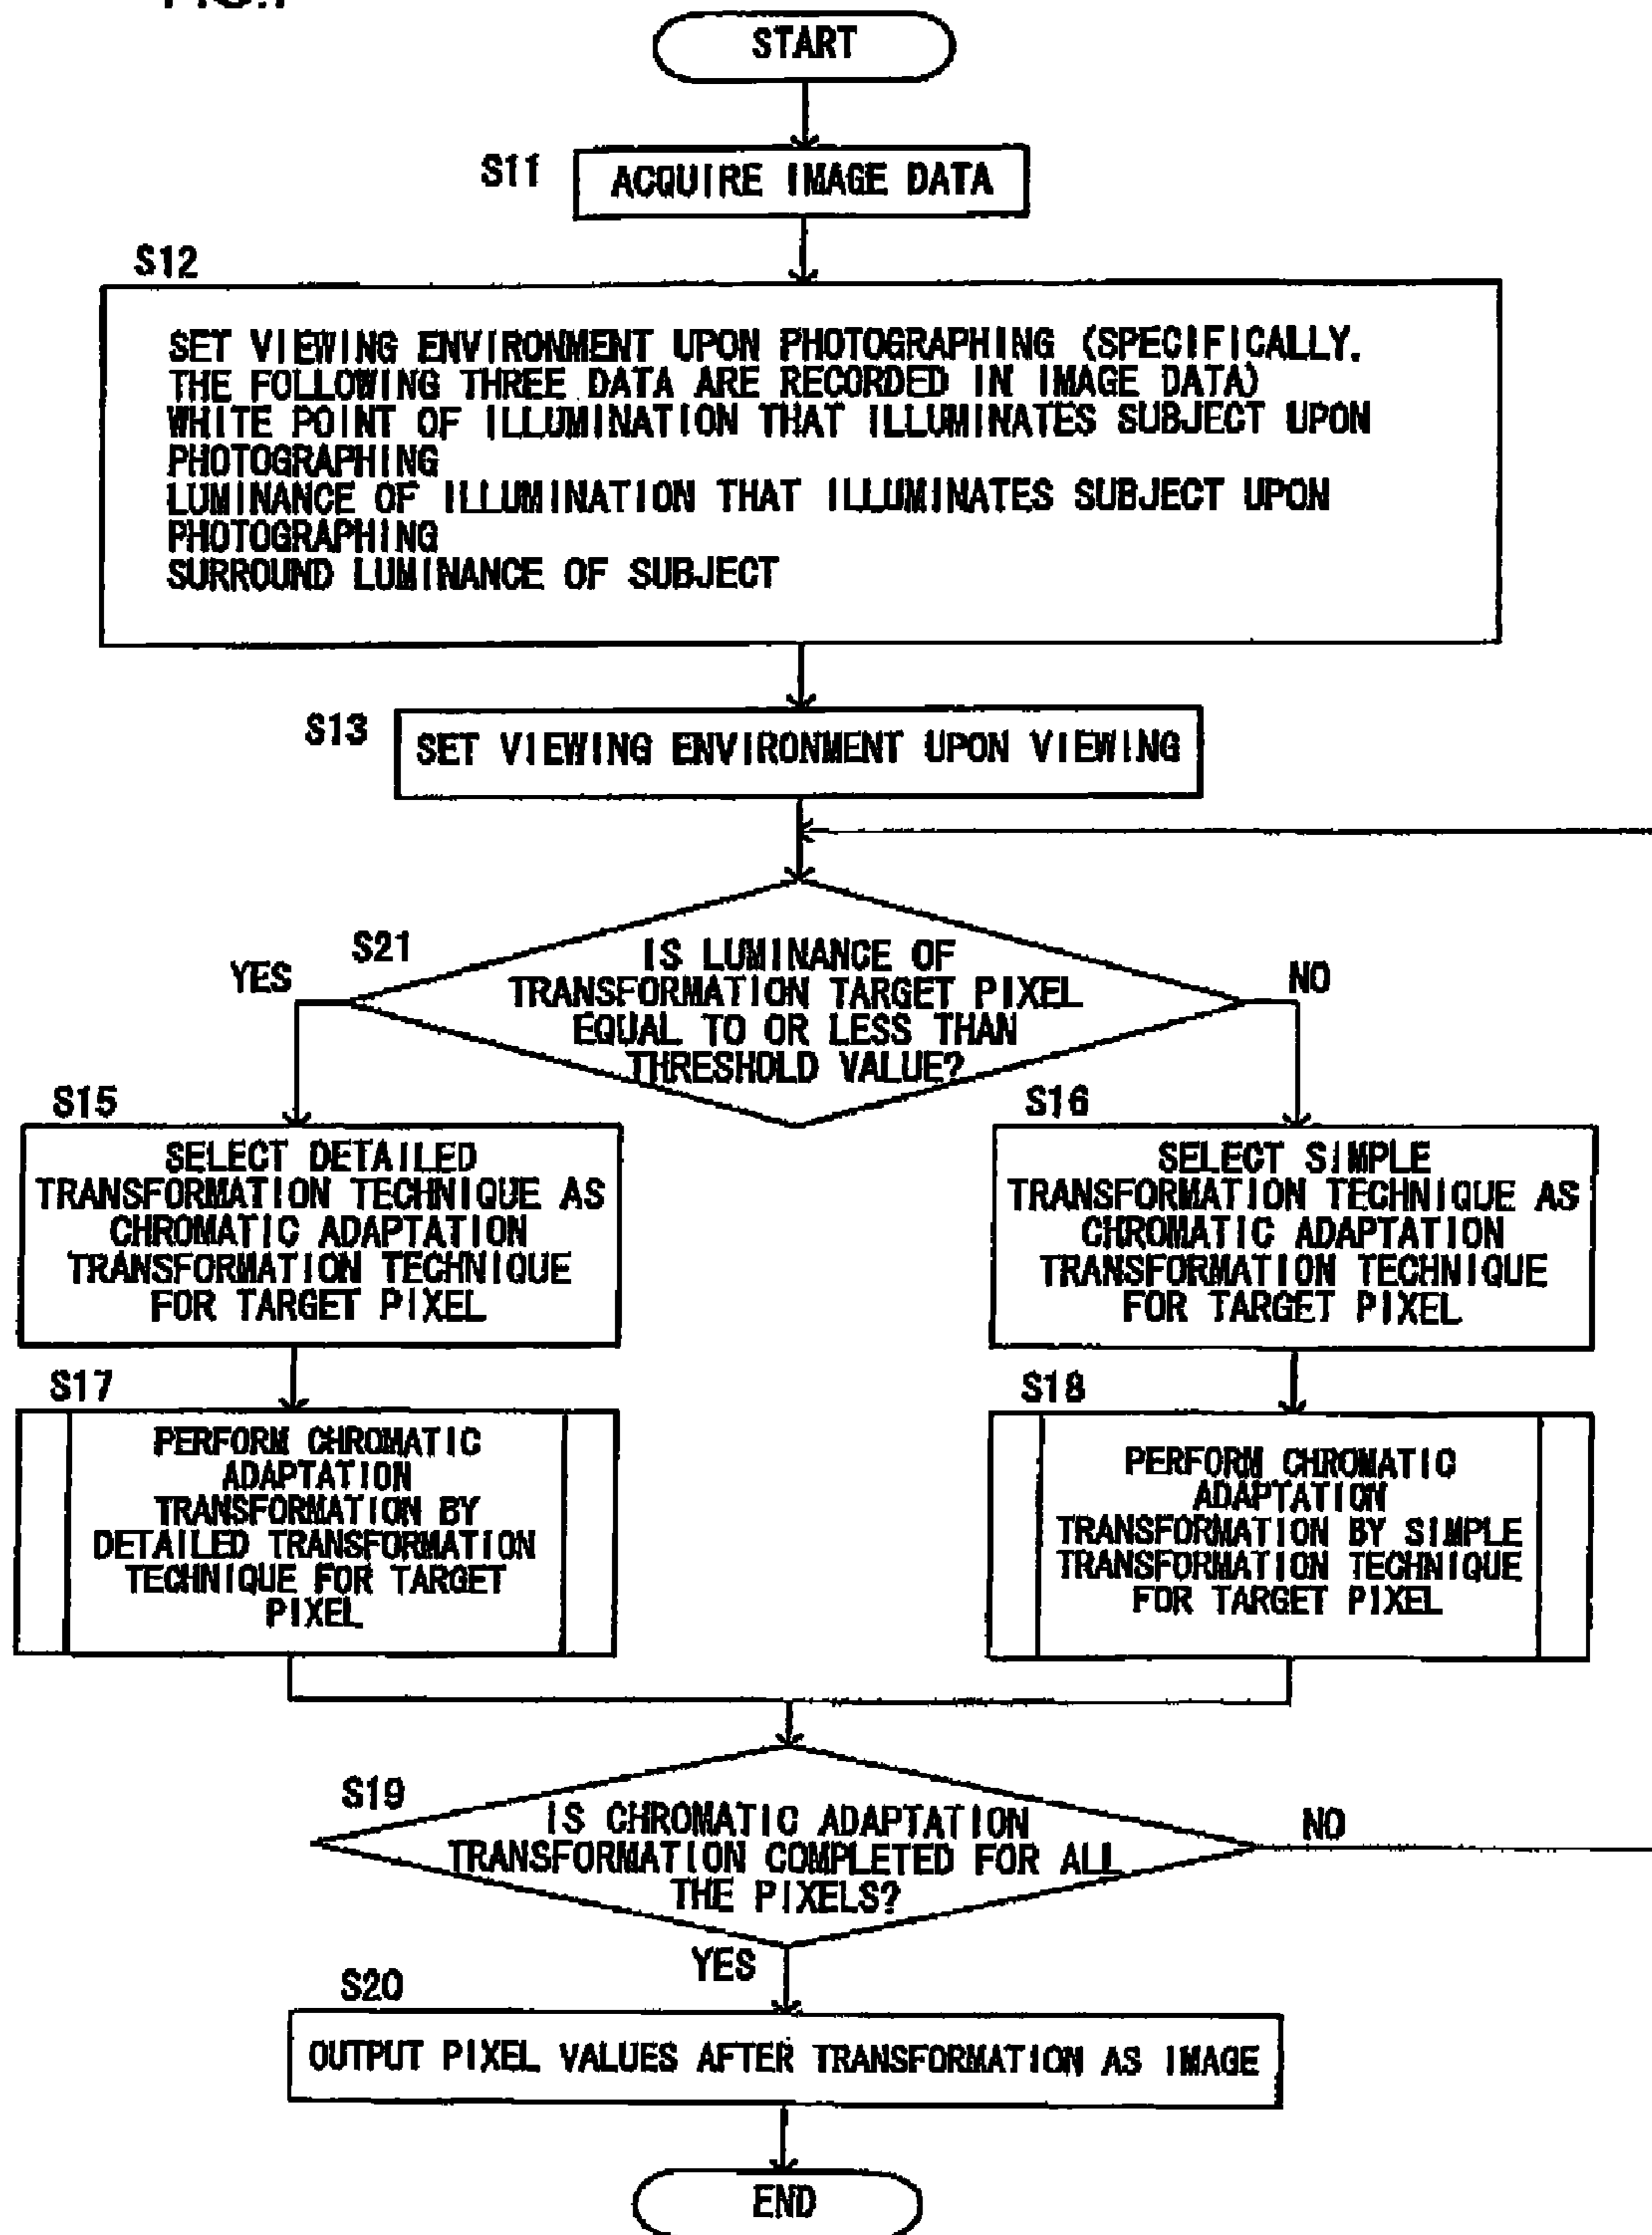 START
S11
ACQUIRE IMAGE DATA
S12
SET VIEWING ENVIRONMENT UPON PHOTOGRAPHING (SPECIFICALLY.
THE FOLLOWING THREE DATA ARE RECORDED IN IMAGE DATA)
WHITE POINT OF ILLUMINATION THAT ILLUMINATES SUBJECT UPON
PHOTOGRAPHING
LUMINANCE OF ILLUMINATION THAT ILLUMINATES SUBJECT UPON
PHOTOGRAPHING
SURROUND LUMINANCE OF SUBJECT
S13
SET VIEWING ENVIRONMENT UPON VIEWING
S21
YES
IS LUMINANCE OF
TRANSFORMATION TARGET PIXEL
EQUAL TO OR LESS THAN
THRESHOLD VALUE?
NO
S15
SELECT DETAILED
TRANSFORMATION TECHNIQUE AS
CHROMATIC ADAPTATION
TRANSFORMATION TECHNIQUE
FOR TARGET PIXEL
S16
SELECT SIMPLE
TRANSFORMATION TECHNIQUE AS
CHROMATIC ADAPTATION
TRANSFORMATION TECHNIQUE
FOR TARGET PIXEL
S17
PERFORM CHROMATIC
ADAPTATION
TRANSFORMATION BY
DETAILED TRANSFORMATION
TECHNIQUE FOR TARGET
PIXEL
S18
PERFORM CHROMATIC
ADAPTATION
TRANSFORMATION BY SIMPLE
TRANSFORMATION TECHNIQUE
FOR TARGET PIXEL
S19
IS CHROMATIC ADAPTATION
TRANSFORMATION COMPLETED FOR ALL
THE PIXELS?
NO
YES
S20
OUTPUT PIXEL VALUES AFTER TRANSFORMATION AS IMAGE
END